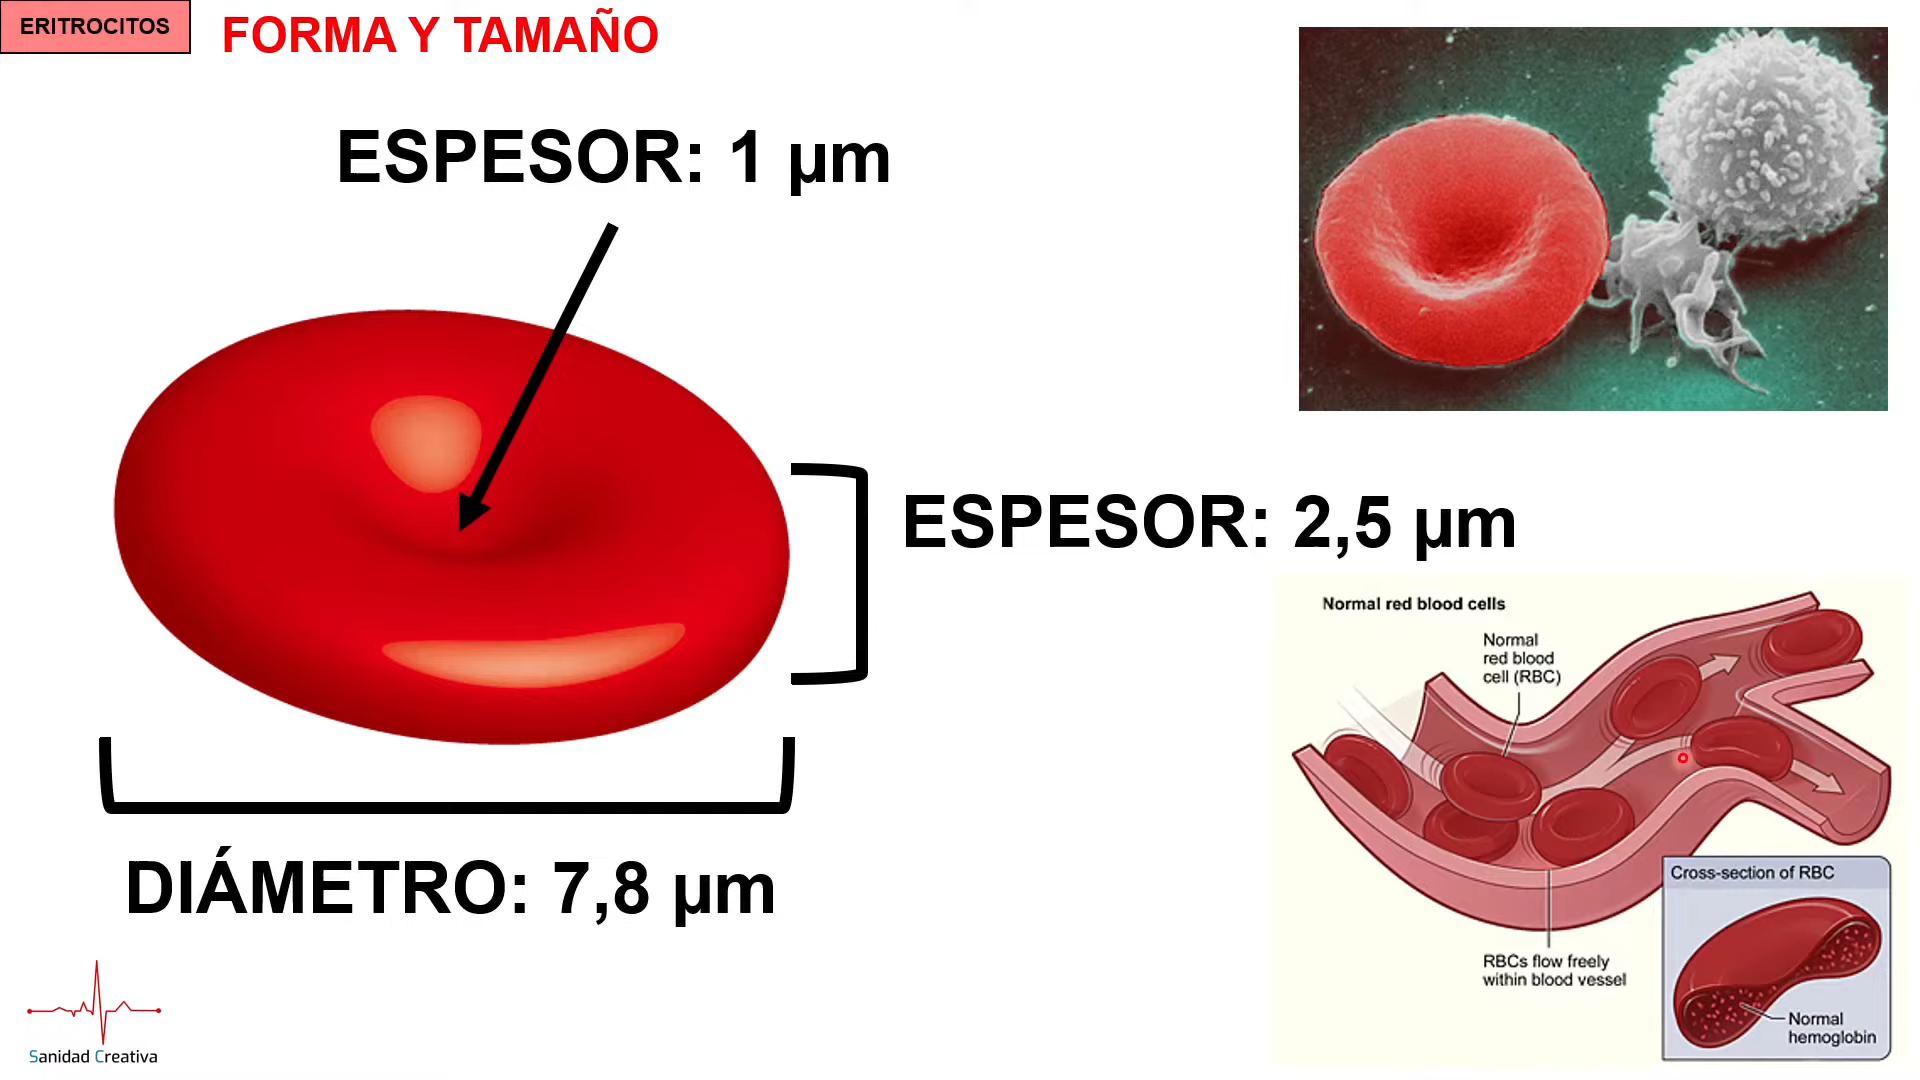 ERITROCITOS
FORMA Y TAMAÑO
ESPESOR: 1 µm
ESPESOR: 2,5 µm
DIÁMETRO: 7,8 µm
Normal red blood cells
Normal
red blood
cell (RBC)
RBCs flow freely
within blood vessel
Cross-section of RBC
Normal
hemoglobin
Sanidad Creativa